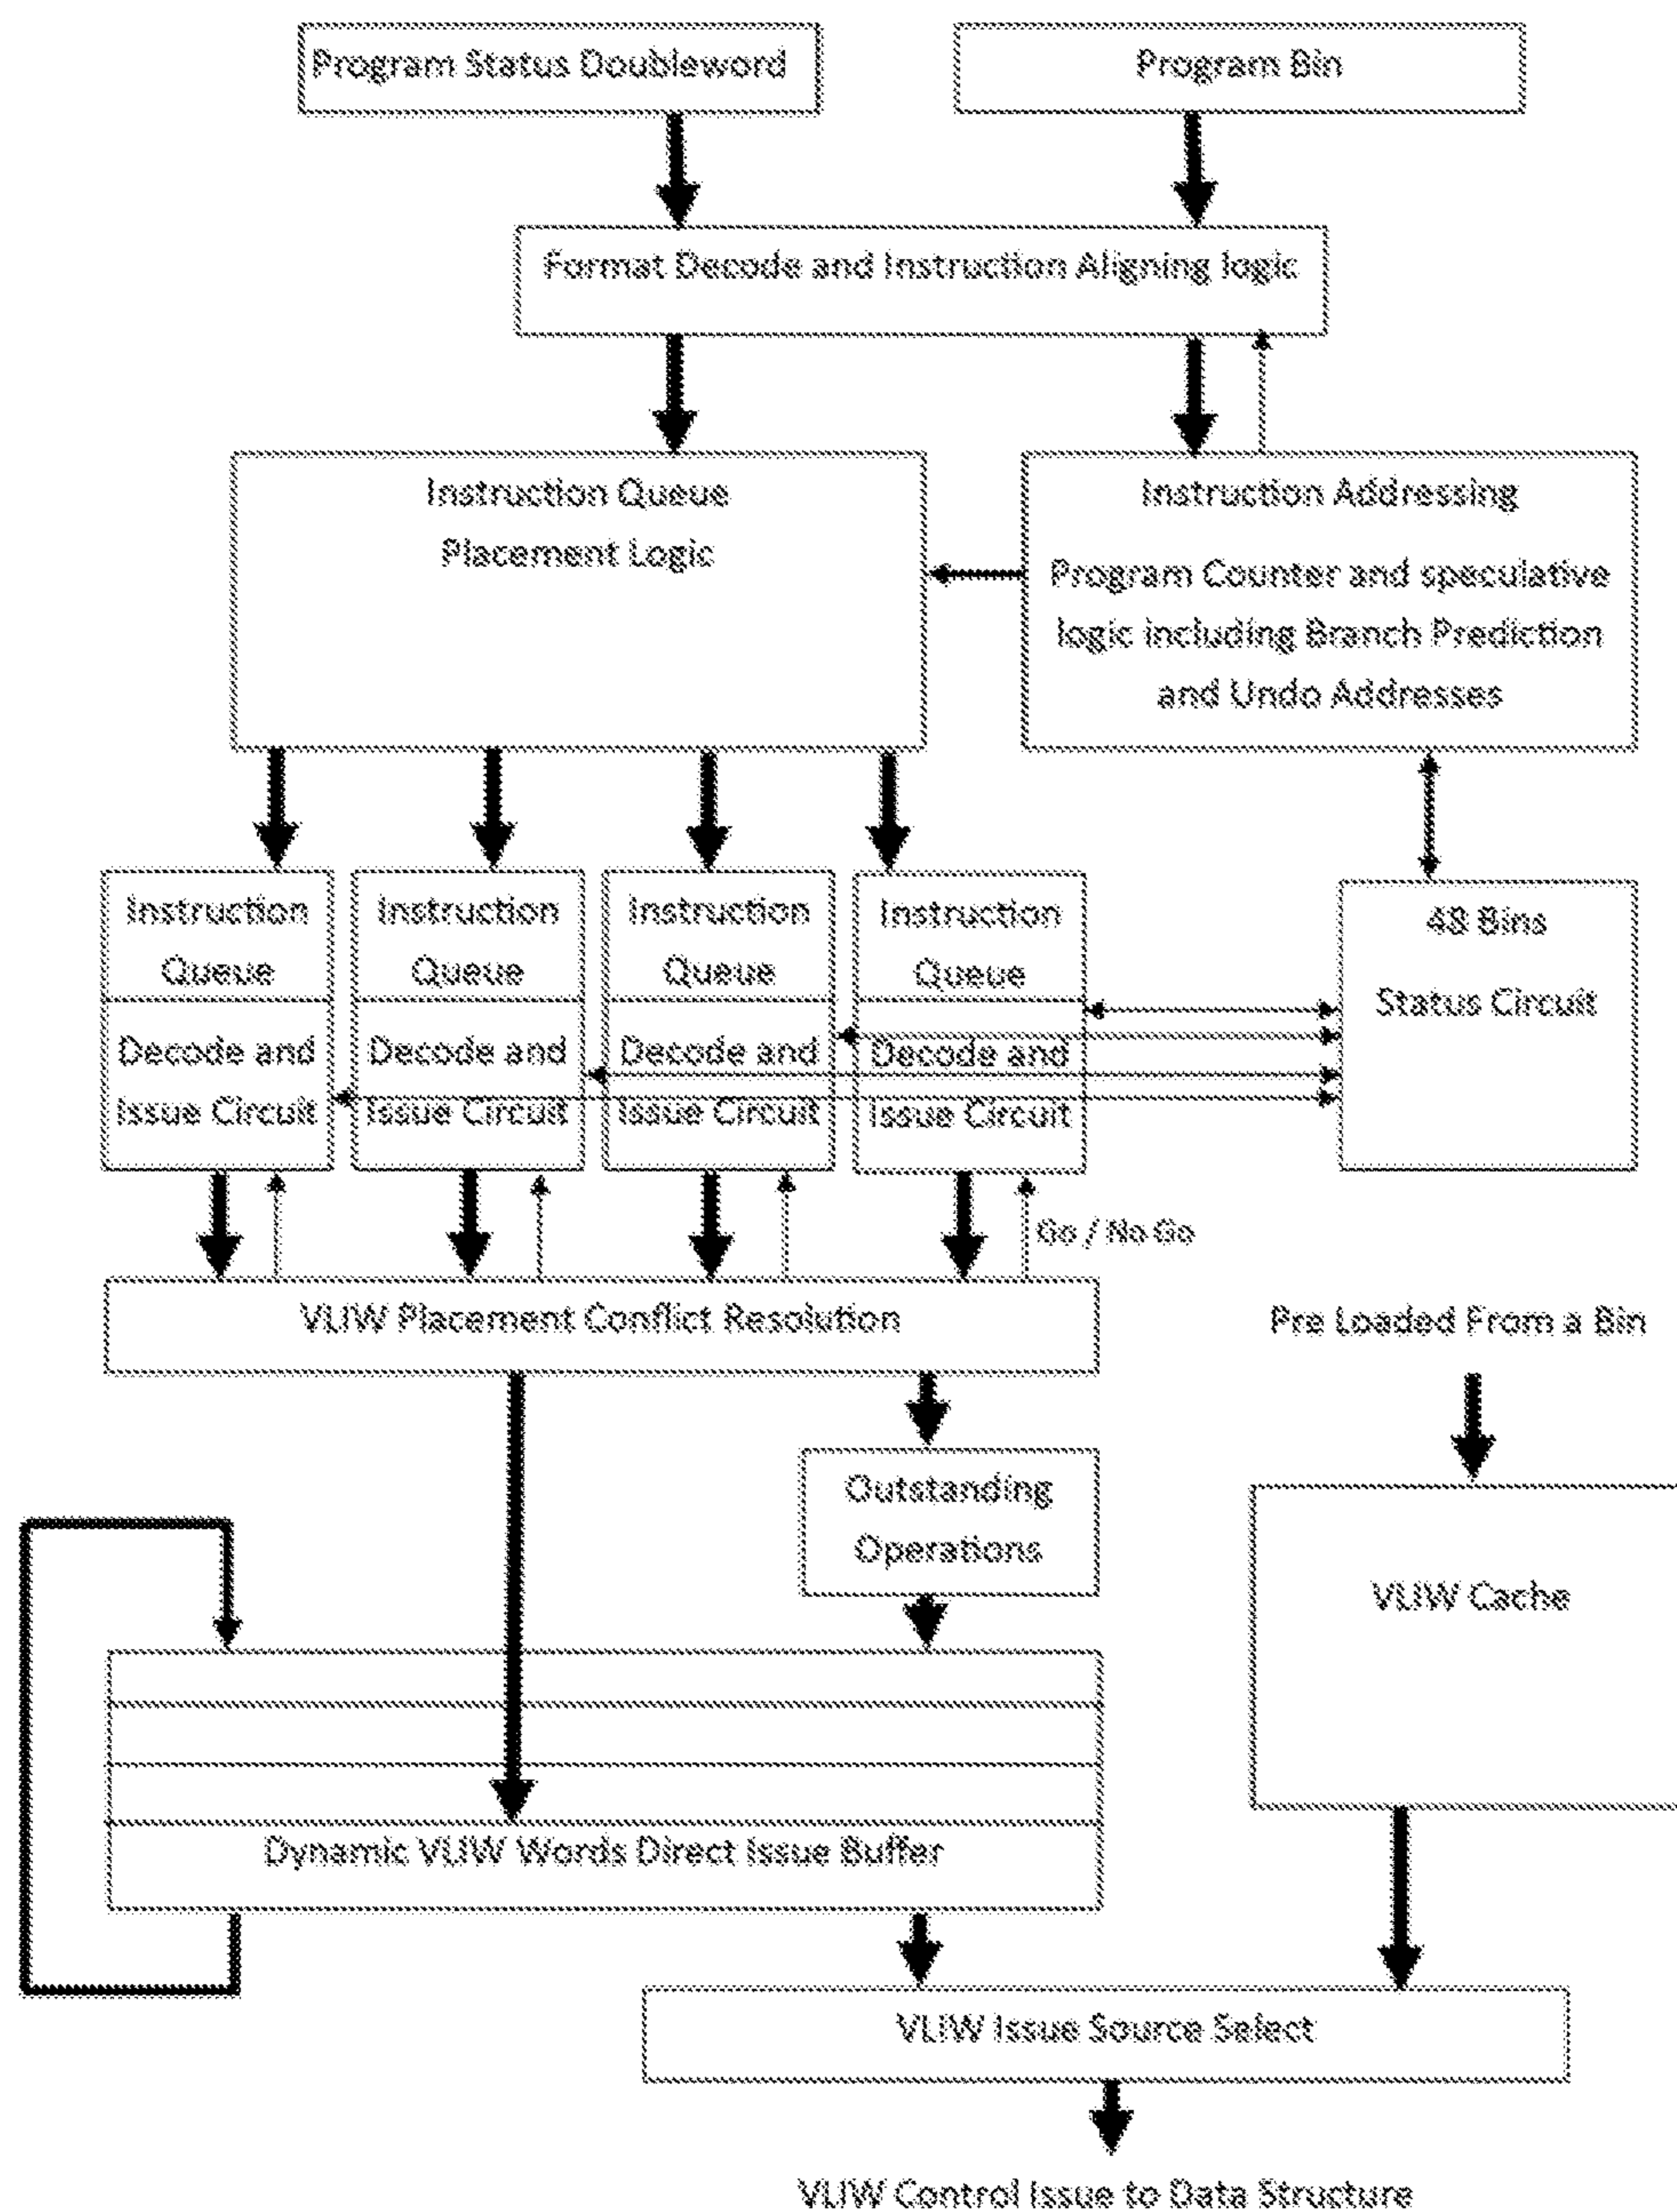 Program Status Doubleword
Program Bin
Format Decode and Instruction Aligning logic
Instruction Queue
Placement Logic
Instruction Addressing
Program Counter and speculative
logic including Branch Prediction
and Undo Addresses
Instruction
Queue
Decode and
Issue Circuit
Instruction
Queue
Decode and
Issue Circuit
Instruction
Queue
Decode and
Issue Circuit
Instruction
Queue
Decode and
Issue Circuit
48 Bins
Status Circuit
Go / No Go
VLIW Placement Conflict Resolution
Pre Loaded From a Bin
Outstanding
Operations
VLIW Cache
Dynamic VLIW Words Direct Issue Buffer
VLIW Issue Source Select
VLIW Control Issue to Data Structure